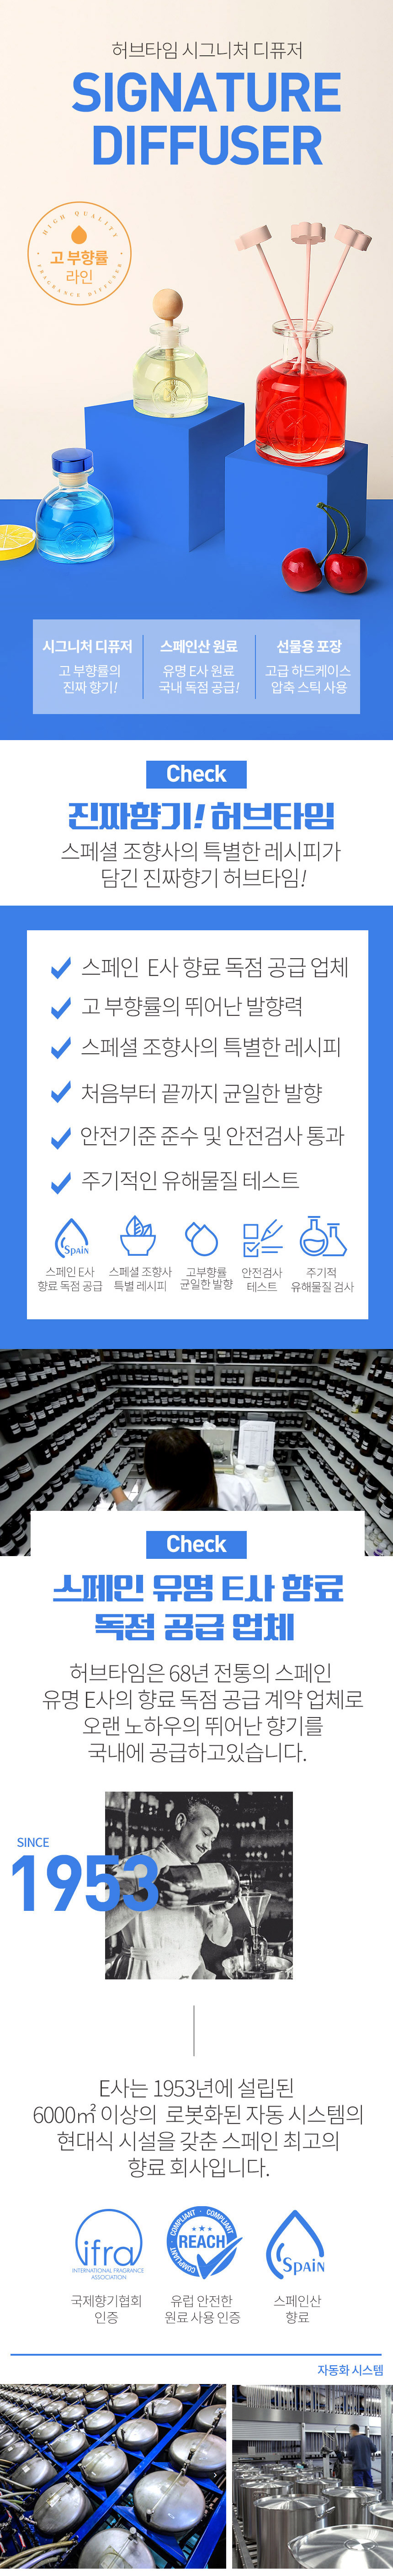 허브타임 시그니처 디퓨저
SIGNATURE
DIFFUSER
HIGH QUALITY
고 부향률
라인
FRAGRANCE DIFFUSER
시그니처 디퓨저
고 부향률의
진짜 향기!
스페인산 원료
유명 E사 원료
국내 독점 공급!
선물용 포장
고급 하드케이스
압축 스틱 사용
Check
진짜향기! 허브타임
스페셜 조향사의 특별한 레시피가
담긴 진짜향기 허브타임!
스페인 E사 향료 독점 공급 업체
고 부향률의 뛰어난 발향력
스페셜 조향사의 특별한 레시피
처음부터 끝까지 균일한 발향
안전기준 준수 및 안전검사 통과
주기적인 유해물질 테스트
SPAIN
스페인 E사
향료 독점 공급
스페셜 조향사
특별 레시피
고부향률
균일한 발향
안전검사
테스트
주기적
유해물질 검사
Check
스페인 유명 E사 향료
독점 공급 업체
허브타임은 68년 전통의 스페인
유명 E사의 향료 독점 공급 계약 업체로
오랜 노하우의 뛰어난 향기를
국내에 공급하고있습니다.
SINCE
1953
E사는 1953년에 설립된
6000㎡ 이상의 로봇화된 자동 시스템의
현대식 시설을 갖춘 스페인 최고의
향료 회사입니다.
ifra
INTERNATIONAL FRAGRANCE
ASSOCIATION
국제향기협회
인증
COMPLIANT · COMPLIANT
REACH
COMPLIANT
유럽 안전한
원료 사용 인증
SPAIN
스페인산
향료
자동화 시스템